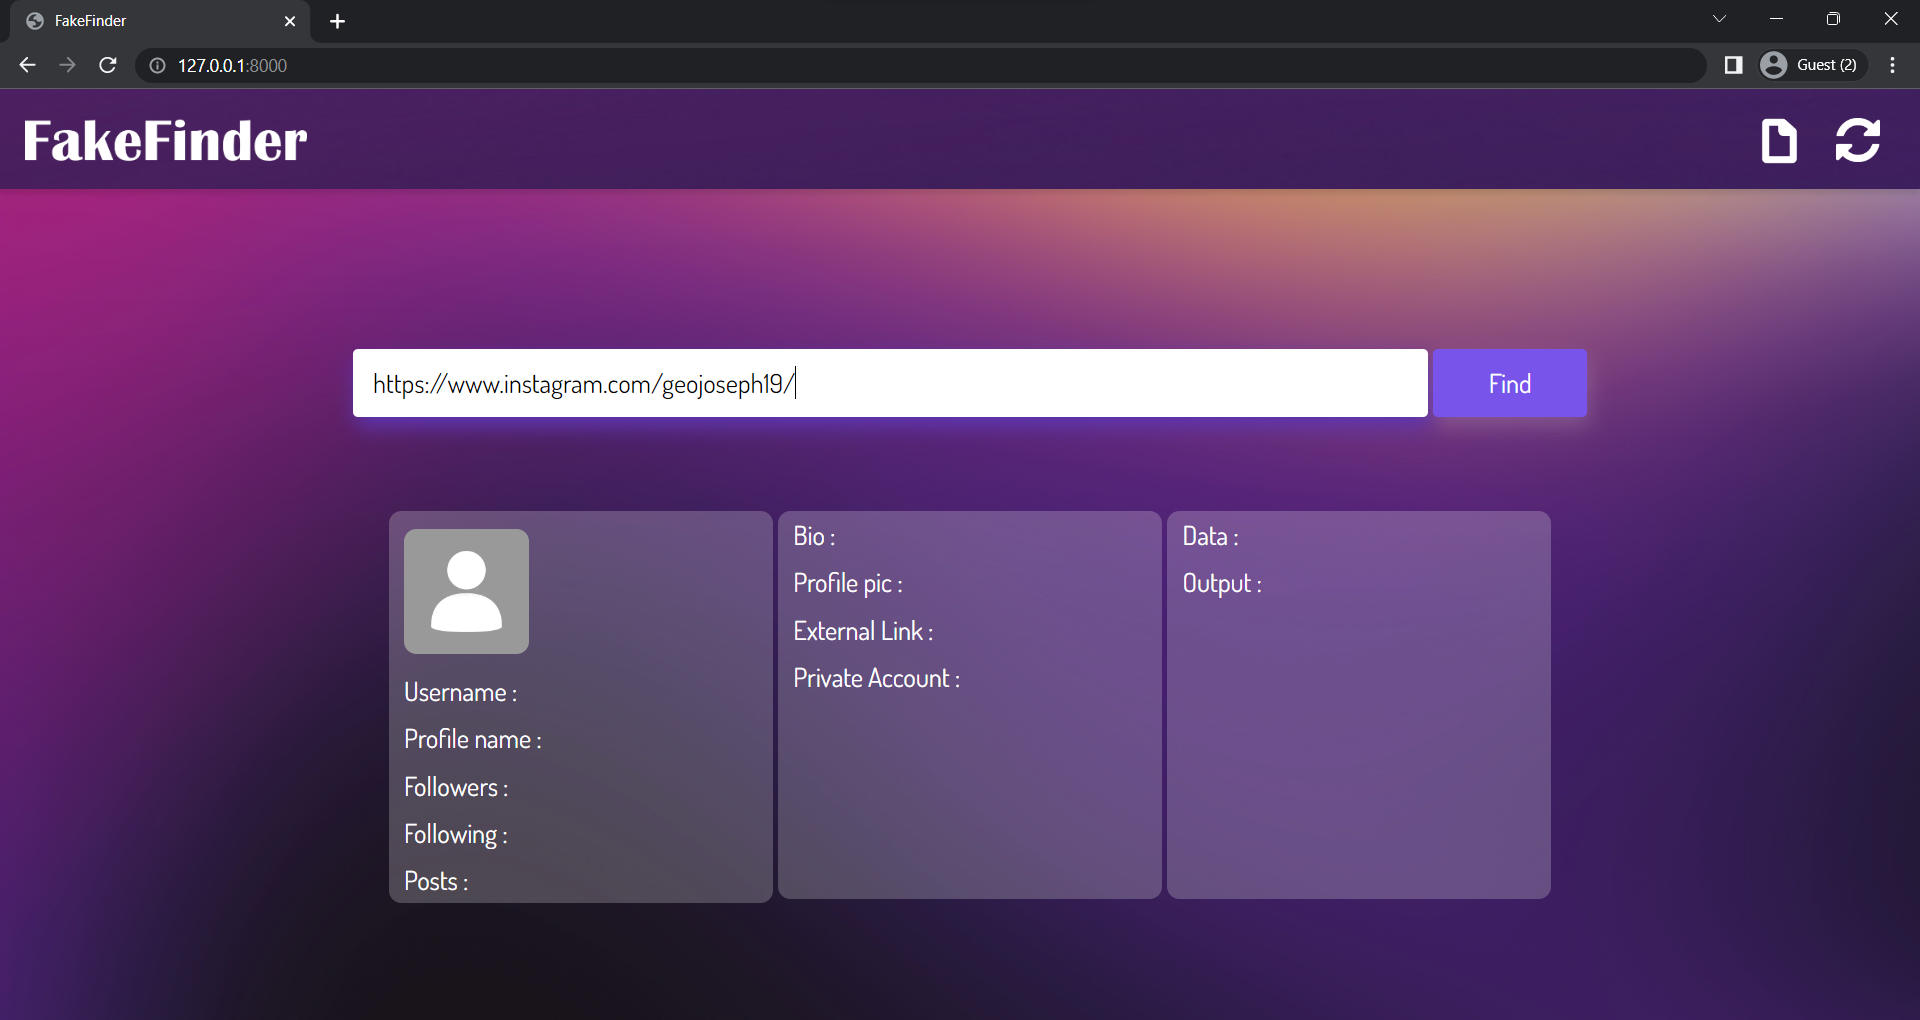 FakeFinder
127.0.0.1:8000
Guest (2)
FakeFinder
https://www.instagram.com/geojoseph19/
Find
Username :
Profile name :
Followers :
Following :
Posts :
Bio :
Profile pic :
External Link :
Private Account :
Data :
Output :